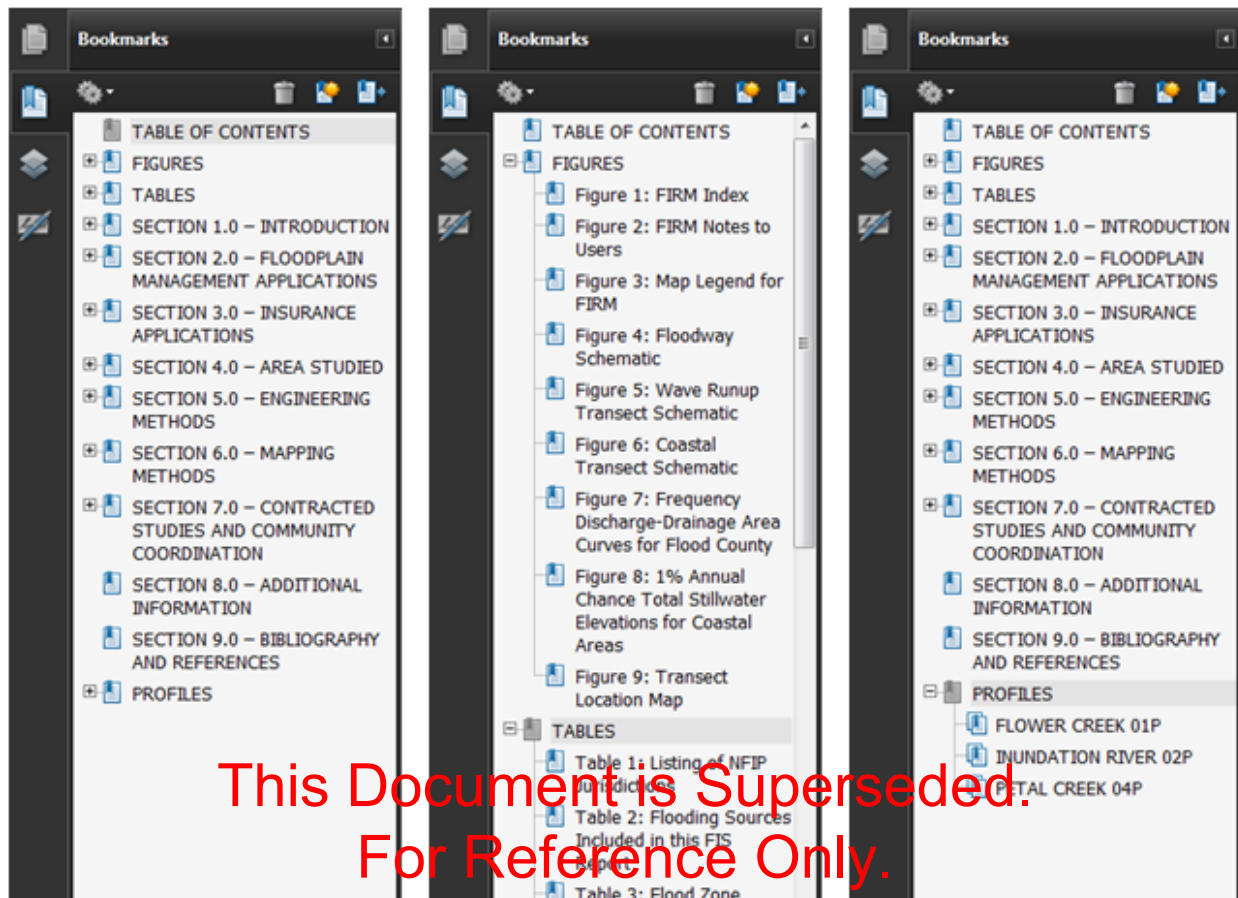 Bookmarks
TABLE OF CONTENTS
FIGURES
TABLES
SECTION 1.0 – INTRODUCTION
SECTION 2.0 – FLOODPLAIN
MANAGEMENT APPLICATIONS
SECTION 3.0 – INSURANCE
APPLICATIONS
SECTION 4.0 – AREA STUDIED
SECTION 5.0 – ENGINEERING
METHODS
SECTION 6.0 – MAPPING
METHODS
SECTION 7.0 – CONTRACTED
STUDIES AND COMMUNITY
COORDINATION
SECTION 8.0 – ADDITIONAL
INFORMATION
SECTION 9.0 – BIBLIOGRAPHY
AND REFERENCES
PROFILES
Bookmarks
TABLE OF CONTENTS
FIGURES
Figure 1: FIRM Index
Figure 2: FIRM Notes to
Users
Figure 3: Map Legend for
FIRM
Figure 4: Floodway
Schematic
Figure 5: Wave Runup
Transect Schematic
Figure 6: Coastal
Transect Schematic
Figure 7: Frequency
Discharge-Drainage Area
Curves for Flood County
Figure 8: 1% Annual
Chance Total Stillwater
Elevations for Coastal
Areas
Figure 9: Transect
Location Map
TABLES
Table 1: Listing of NFIP
Jurisdictions
Table 2: Flooding Sources
Included in this FIS
Report
Table 3: Flood Zone
Bookmarks
TABLE OF CONTENTS
FIGURES
TABLES
SECTION 1.0 – INTRODUCTION
SECTION 2.0 – FLOODPLAIN
MANAGEMENT APPLICATIONS
SECTION 3.0 – INSURANCE
APPLICATIONS
SECTION 4.0 – AREA STUDIED
SECTION 5.0 – ENGINEERING
METHODS
SECTION 6.0 – MAPPING
METHODS
SECTION 7.0 – CONTRACTED
STUDIES AND COMMUNITY
COORDINATION
SECTION 8.0 – ADDITIONAL
INFORMATION
SECTION 9.0 – BIBLIOGRAPHY
AND REFERENCES
PROFILES
FLOWER CREEK 01P
INUNDATION RIVER 02P
PETAL CREEK 04P
This Document is Superseded.
For Reference Only.